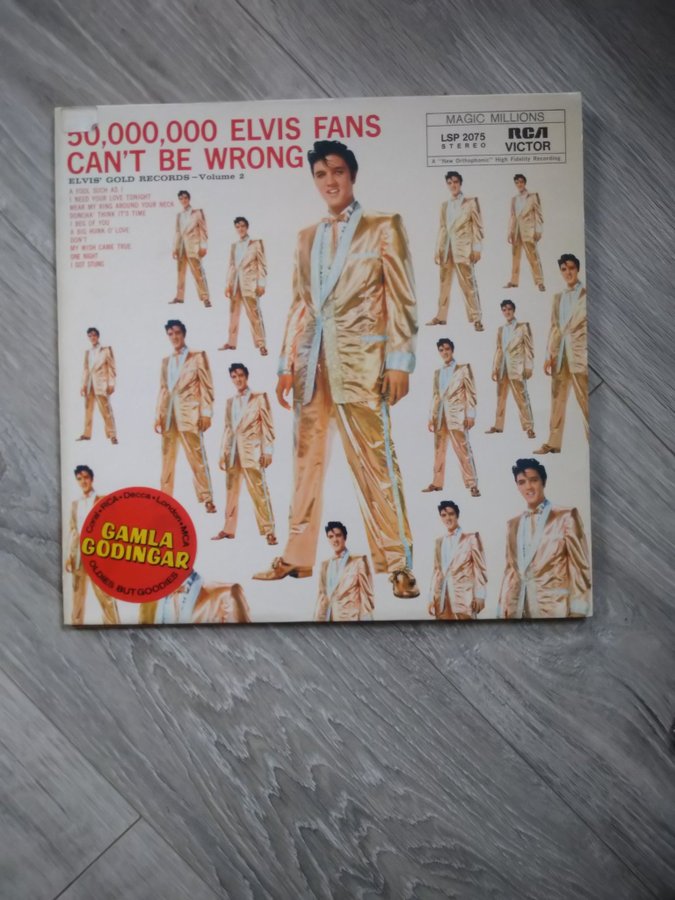 50,000,000 ELVIS FANS
CAN'T BE WRONG
ELVIS' GOLD RECORDS—Volume 2
A FOOL SUCH AS I
I NEED YOUR LOVE TONIGHT
WEAR MY RING AROUND YOUR NECK
DONCHA' THINK IT'S TIME
I BEG OF YOU
A BIG HUNK O' LOVE
DON'T
MY WISH CAME TRUE
ONE NIGHT
I GOT STUNG
MAGIC MILLIONS
LSP 2075
STEREO
RCA
VICTOR
A "New Orthophonic" High Fidelity Recording
Coral•RCA•Decca•London•MCA
GAMLA
GODINGAR
OLDIES BUT GOODIES